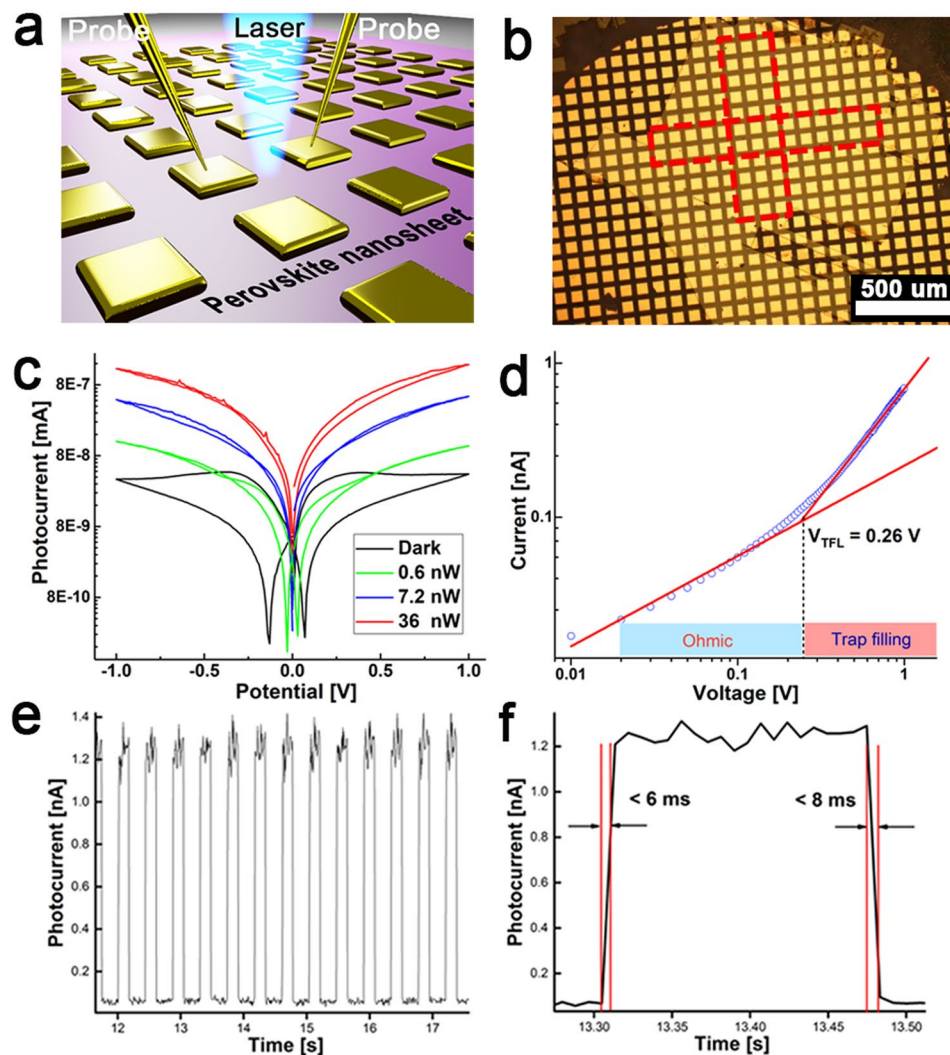 a
Probe
Laser
Probe
Perovskite nanosheet
b
500 um
c
Photocurrent [mA]
8E-7
8E-8
8E-9
8E-10
Dark
0.6 nW
7.2 nW
36 nW
-1.0
-0.5
0.0
0.5
1.0
Potential [V]
d
Current [nA]
1
0.1
V_TFL = 0.26 V
Ohmic
Trap filling
0.01
0.1
1
Voltage [V]
e
Photocurrent [nA]
1.4
1.2
1.0
0.8
0.6
0.4
0.2
12
13
14
15
16
17
Time [s]
f
Photocurrent [nA]
1.2
1.0
0.8
0.6
0.4
0.2
< 6 ms
< 8 ms
13.30
13.35
13.40
13.45
13.50
Time [s]